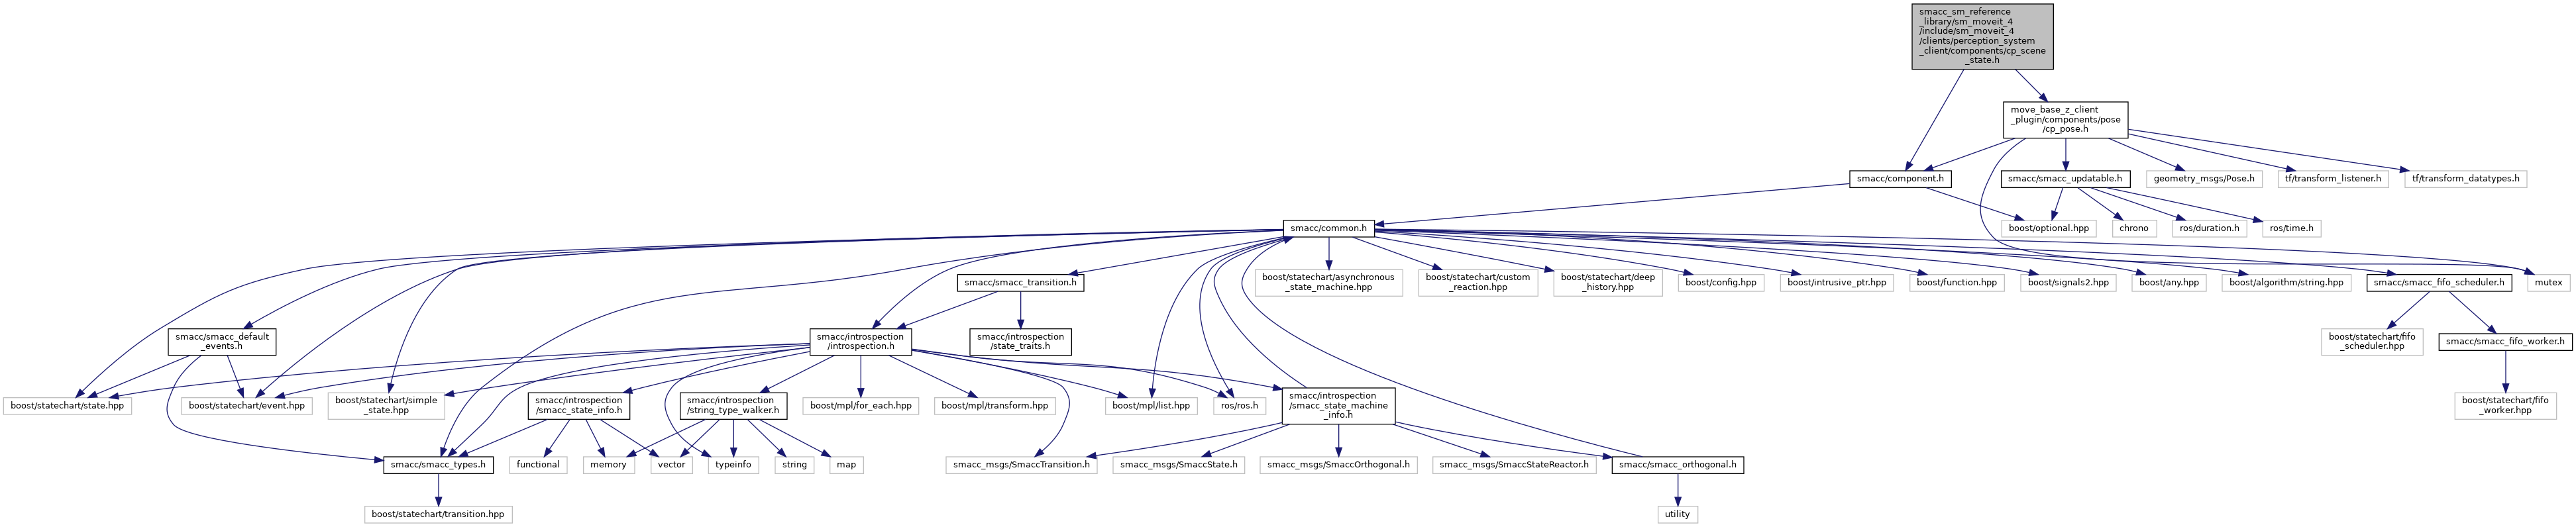 smacc_sm_reference
_library/sm_moveit_4
/include/sm_moveit_4
/clients/perception_system
_client/components/cp_scene
_state.h
move_base_z_client
_plugin/components/pose
/cp_pose.h
smacc/component.h
smacc/smacc_updatable.h
geometry_msgs/Pose.h
tf/transform_listener.h
tf/transform_datatypes.h
smacc/common.h
boost/optional.hpp
chrono
ros/duration.h
ros/time.h
smacc/smacc_transition.h
boost/statechart/asynchronous
_state_machine.hpp
boost/statechart/custom
_reaction.hpp
boost/statechart/deep
_history.hpp
boost/config.hpp
boost/intrusive_ptr.hpp
boost/function.hpp
boost/signals2.hpp
boost/any.hpp
boost/algorithm/string.hpp
smacc/smacc_fifo_scheduler.h
mutex
smacc/smacc_default
_events.h
smacc/introspection
/introspection.h
smacc/introspection
/state_traits.h
boost/statechart/fifo
_scheduler.hpp
smacc/smacc_fifo_worker.h
boost/statechart/state.hpp
boost/statechart/event.hpp
boost/statechart/simple
_state.hpp
smacc/introspection
/smacc_state_info.h
smacc/introspection
/string_type_walker.h
boost/mpl/for_each.hpp
boost/mpl/transform.hpp
boost/mpl/list.hpp
ros/ros.h
smacc/introspection
/smacc_state_machine
_info.h
boost/statechart/fifo
_worker.hpp
smacc/smacc_types.h
functional
memory
vector
typeinfo
string
map
smacc_msgs/SmaccTransition.h
smacc_msgs/SmaccState.h
smacc_msgs/SmaccOrthogonal.h
smacc_msgs/SmaccStateReactor.h
smacc/smacc_orthogonal.h
boost/statechart/transition.hpp
utility